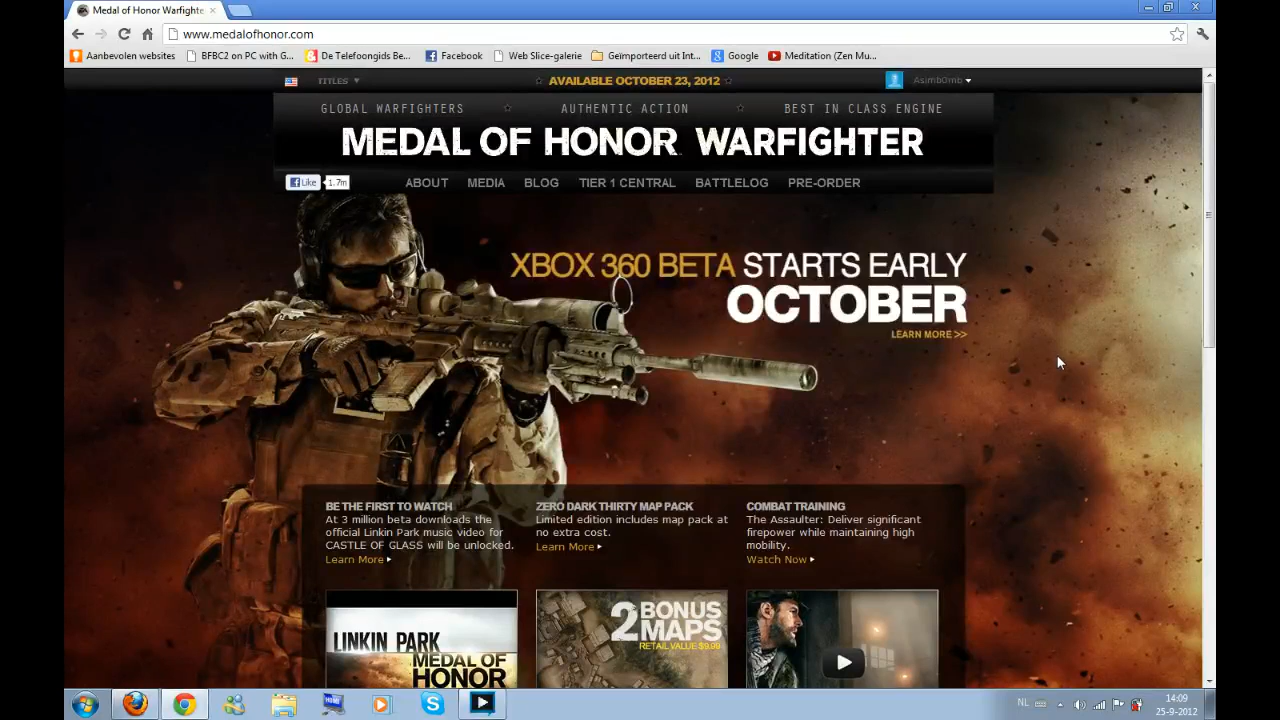 Medal of Honor Warfighte
www.medalofhonor.com
Aanbevolen websites BFBC2 on PC with G... De Telefoongids Be... Facebook Web Slice-galerie Geïmporteerd uit Int... Google Meditation (Zen Mu...
TITLES AVAILABLE OCTOBER 23, 2012 Asimb0mb
GLOBAL WARFIGHTERS AUTHENTIC ACTION BEST IN CLASS ENGINE
MEDAL OF HONOR WARFIGHTER
Like 1.7m ABOUT MEDIA BLOG TIER 1 CENTRAL BATTLELOG PRE-ORDER
XBOX 360 BETA STARTS EARLY
OCTOBER
LEARN MORE >>
BE THE FIRST TO WATCH
At 3 million beta downloads the
official Linkin Park music video for
CASTLE OF GLASS will be unlocked.
Learn More
ZERO DARK THIRTY MAP PACK
Limited edition includes map pack at
no extra cost.
Learn More
COMBAT TRAINING
The Assaulter: Deliver significant
firepower while maintaining high
mobility.
Watch Now
LINKIN PARK
MEDAL OF
HONOR
2 BONUS
MAPS
RETAIL VALUE $9.99
NL 14:09
25-9-2012